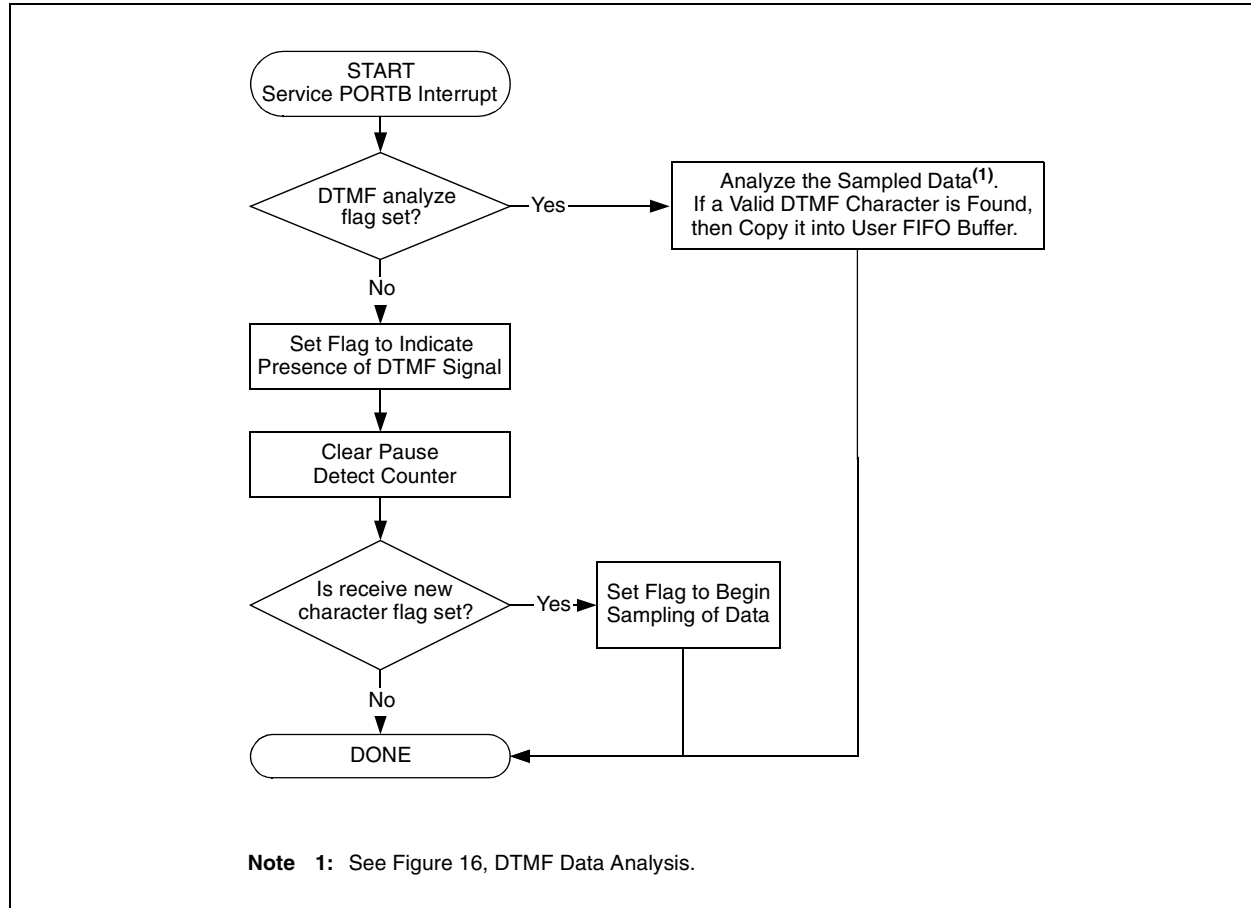 START
Service PORTB Interrupt
DTMF analyze
flag set?
Yes
Analyze the Sampled Data(1).
If a Valid DTMF Character is Found,
then Copy it into User FIFO Buffer.
No
Set Flag to Indicate
Presence of DTMF Signal
Clear Pause
Detect Counter
Is receive new
character flag set?
Yes
Set Flag to Begin
Sampling of Data
No
DONE
Note 1: See Figure 16, DTMF Data Analysis.